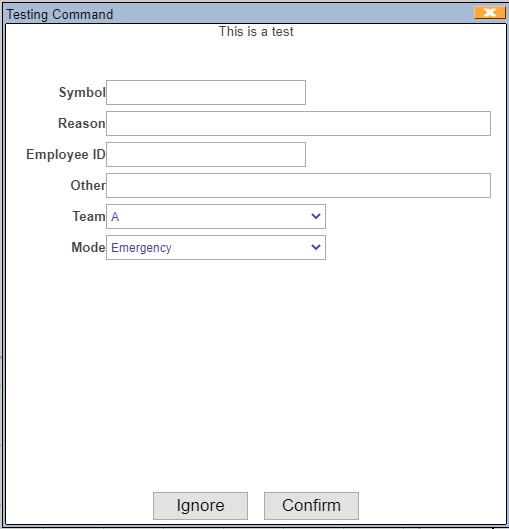 Testing Command
This is a test
Symbol
Reason
Employee ID
Other
Team A
Mode Emergency
Ignore Confirm